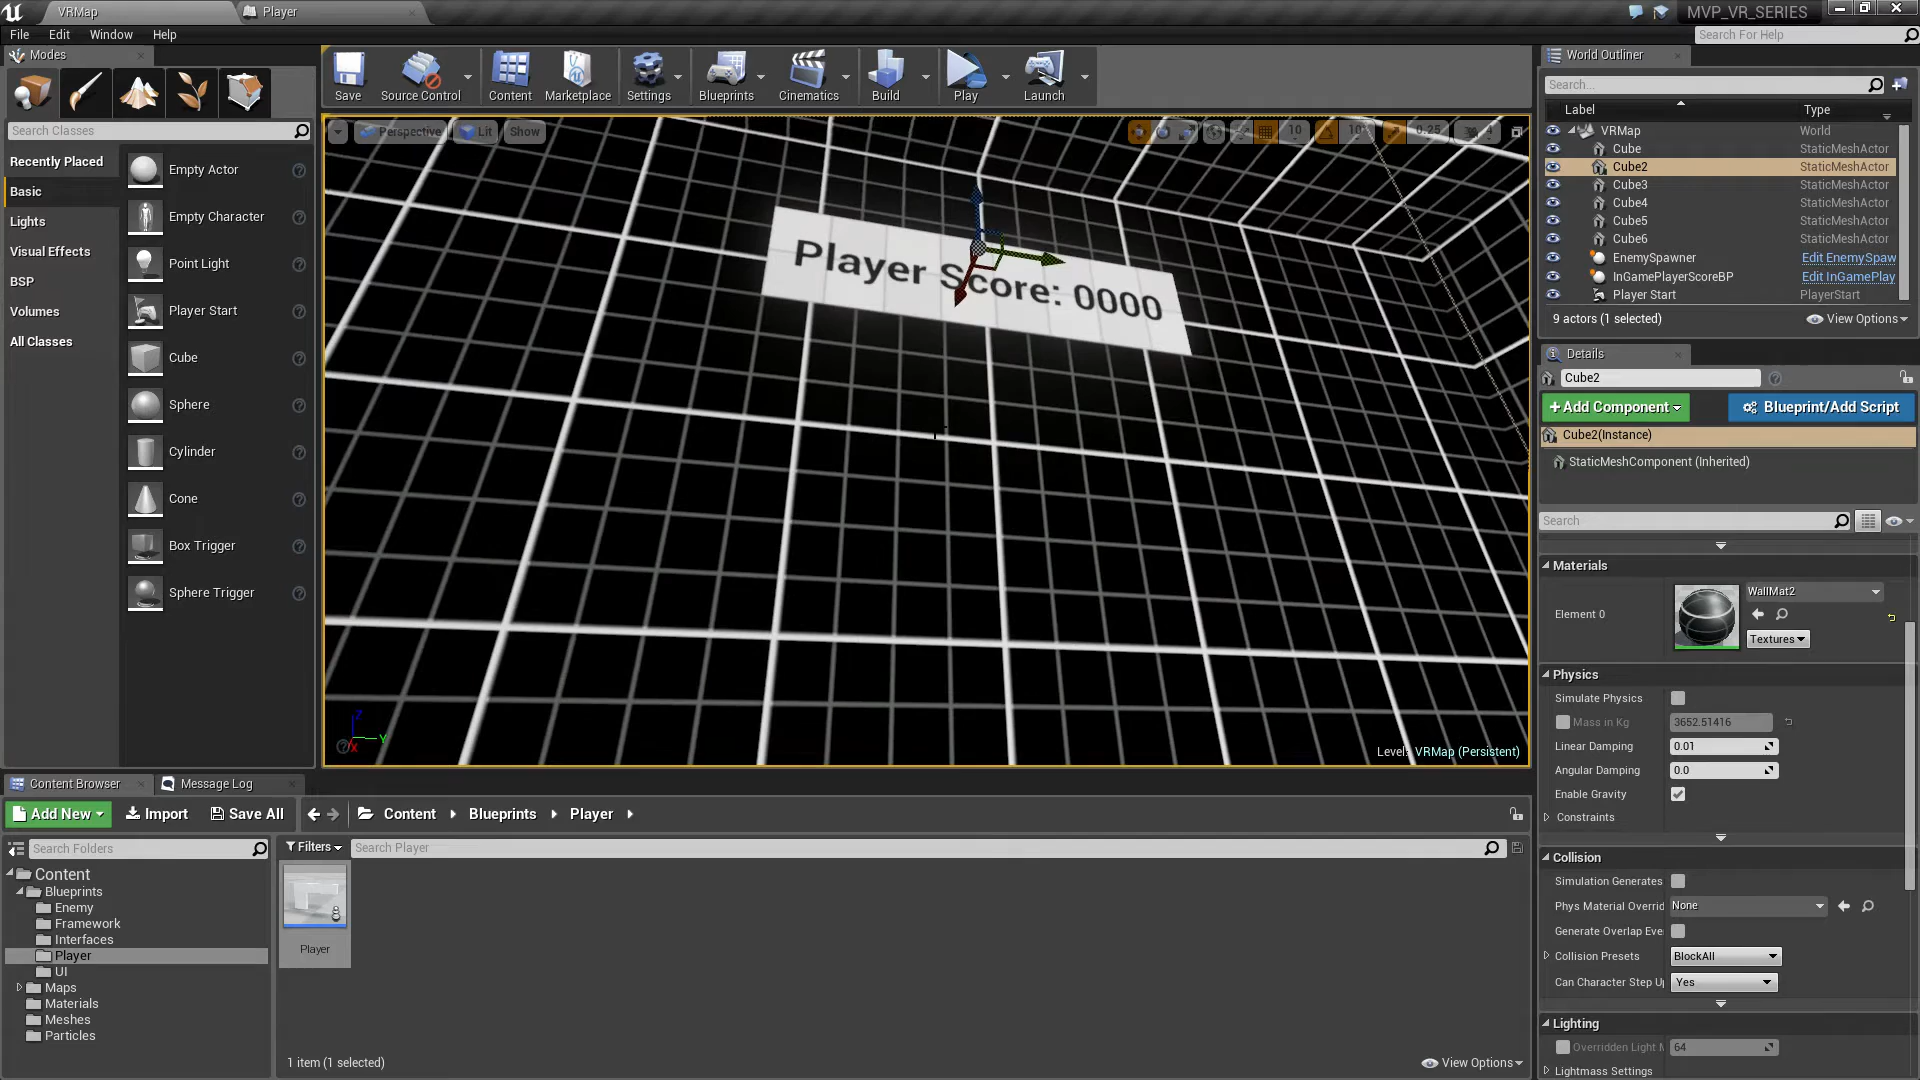 VRMap
Player
MVP_VR_SERIES
File
Edit
Window
Help
Search For Help
Modes
Save
Source Control
Content
Marketplace
Settings
Blueprints
Cinematics
Build
Play
Launch
World Outliner
Search...
Search Classes
Label
Type
Perspective
Lit
Show
10
10°
0.25
4
Recently Placed
Basic
Lights
Visual Effects
BSP
Volumes
All Classes
Empty Actor
Empty Character
Point Light
Player Start
Cube
Sphere
Cylinder
Cone
Box Trigger
Sphere Trigger
Player Score: 0000
VRMap World
Cube StaticMeshActor
Cube2 StaticMeshActor
Cube3 StaticMeshActor
Cube4 StaticMeshActor
Cube5 StaticMeshActor
Cube6 StaticMeshActor
EnemySpawner Edit EnemySpaw
InGamePlayerScoreBP Edit InGamePlay
Player Start PlayerStart
9 actors (1 selected)
View Options
Details
Cube2
+Add Component
Blueprint/Add Script
Cube2(Instance)
StaticMeshComponent (Inherited)
Search
Materials
Element 0
WallMat2
Textures
Physics
Simulate Physics
Mass in Kg 3652.51416
Linear Damping 0.01
Angular Damping 0.0
Enable Gravity
Constraints
Collision
Simulation Generates
Phys Material Overrid None
Generate Overlap Eve
Collision Presets BlockAll
Can Character Step U Yes
Lighting
Overridden Light M 64
Lightmass Settings
Z
Y
X
Level: VRMap (Persistent)
Content Browser
Message Log
Add New
Import
Save All
Content
Blueprints
Player
Search Folders
Filters
Search Player
Content
Blueprints
Enemy
Framework
Interfaces
Player
UI
Maps
Materials
Meshes
Particles
Player
1 item (1 selected)
View Options